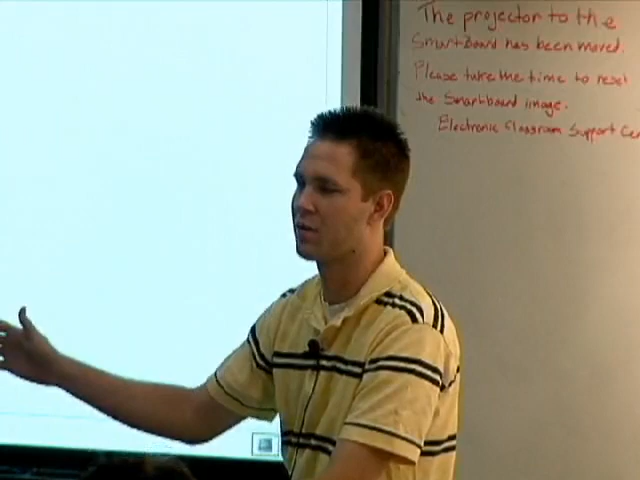 The projector to the
SmartBoard has been moved.
Please take the time to reset
the Smartboard image.
Electronic Classroom Support Cen